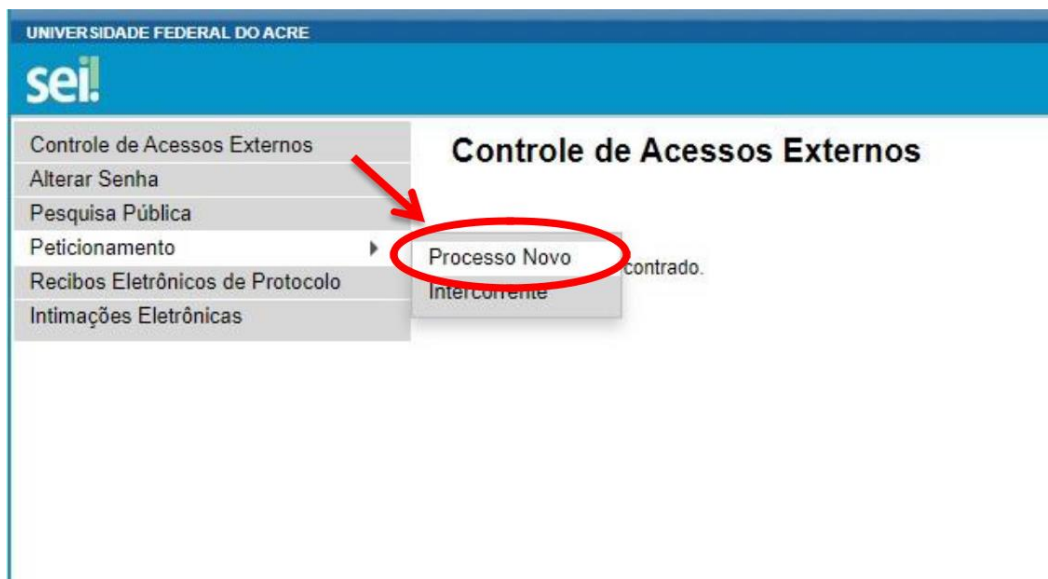 UNIVERSIDADE FEDERAL DO ACRE
sei!
Controle de Acessos Externos
Alterar Senha
Pesquisa Pública
Peticionamento
Recibos Eletrônicos de Protocolo
Intimações Eletrônicas
Controle de Acessos Externos
Processo Novo
Intercorrente
contrado.